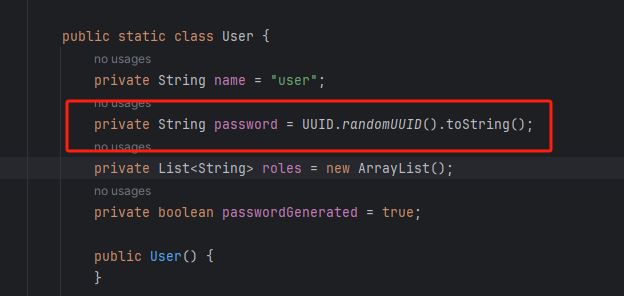 public static class User {
no usages
private String name = "user";
no usages
private String password = UUID.randomUUID().toString();
no usages
private List<String> roles = new ArrayList();
no usages
private boolean passwordGenerated = true;
public User() {
}